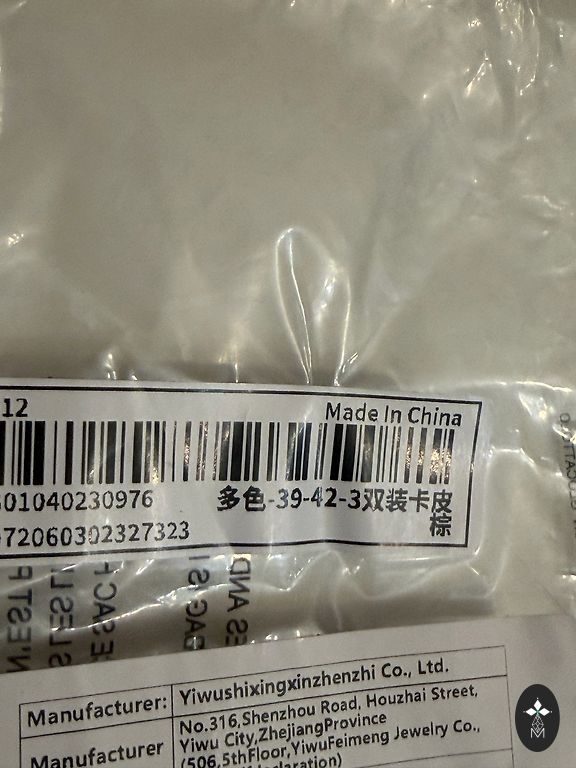 12
Made In China
01040230976
多色-39-42-3双装卡皮
棕
72060302327323
Manufacturer:
Yiwushixingxinzhenzhi Co., Ltd.
Manufacturer
No.316,Shenzhou Road, Houzhai Street,
Yiwu City,ZhejiangProvince
(506,5thFloor,YiwuFeimeng Jewelry Co.,
M